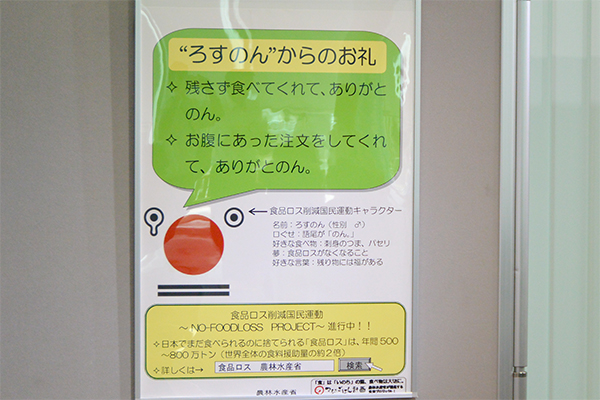 “ろすのん”からのお礼
✧ 残さず食べてくれて、ありがと
のん。
✧ お腹にあった注文をしてくれ
て、ありがとのん。
←食品ロス削減国民運動キャラクター
名前：ろすのん（性別 ♂）
口ぐせ：語尾が「のん。」
好きな食べ物：刺身のつま、パセリ
夢：食品ロスがなくなること
好きな言葉：残り物には福がある
食品ロス削減国民運動
～ NO-FOODLOSS PROJECT～ 進行中！！
✧日本でまだ食べられるのに捨てられる「食品ロス」は、年間500
～800万トン（世界全体の食料援助量の約2倍）
✧詳しくは→ 食品ロス 農林水産省 検索
農林水産省